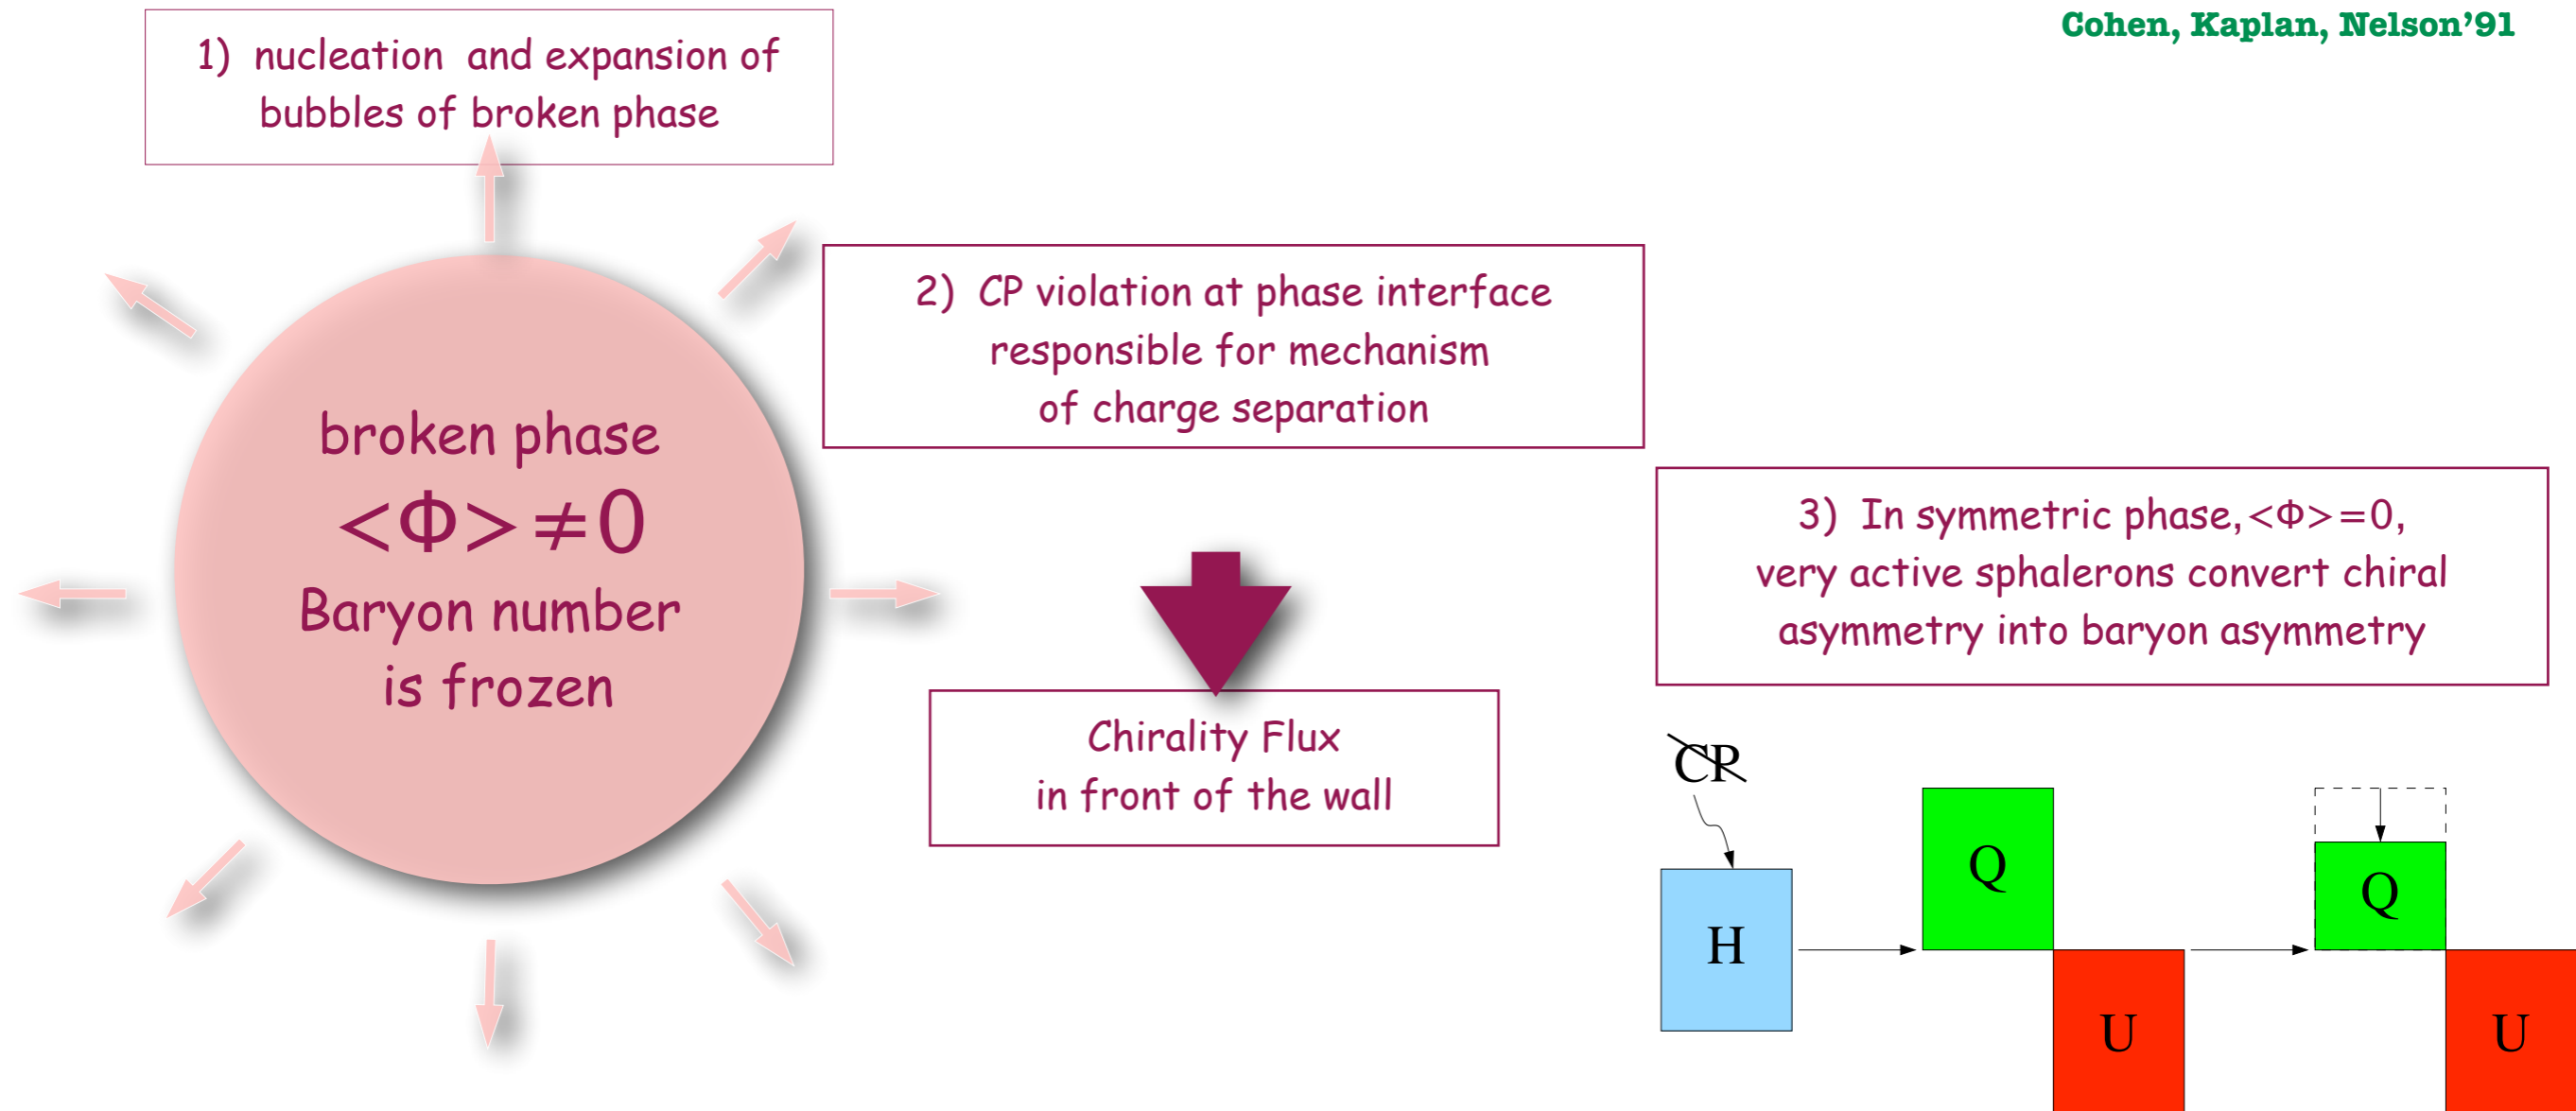 Cohen, Kaplan, Nelson’91
1) nucleation and expansion of
bubbles of broken phase
2) CP violation at phase interface
responsible for mechanism
of charge separation
broken phase
<Φ>≠0
Baryon number
is frozen
3) In symmetric phase,<Φ>=0,
very active sphalerons convert chiral
asymmetry into baryon asymmetry
Chirality Flux
in front of the wall
CP
H
Q
U
Q
U